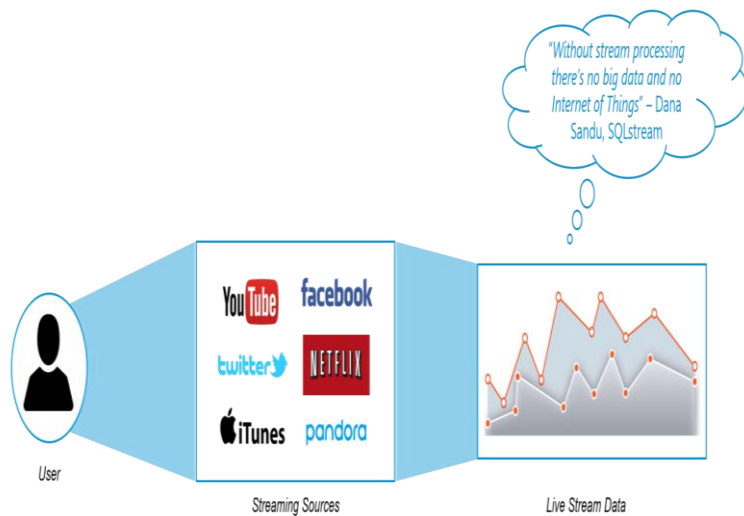 "Without stream processing
there's no big data and no
Internet of Things" – Dana
Sandu, SQLstream
YouTube
facebook
twitter
NETFLIX
iTunes
pandora
User
Streaming Sources
Live Stream Data